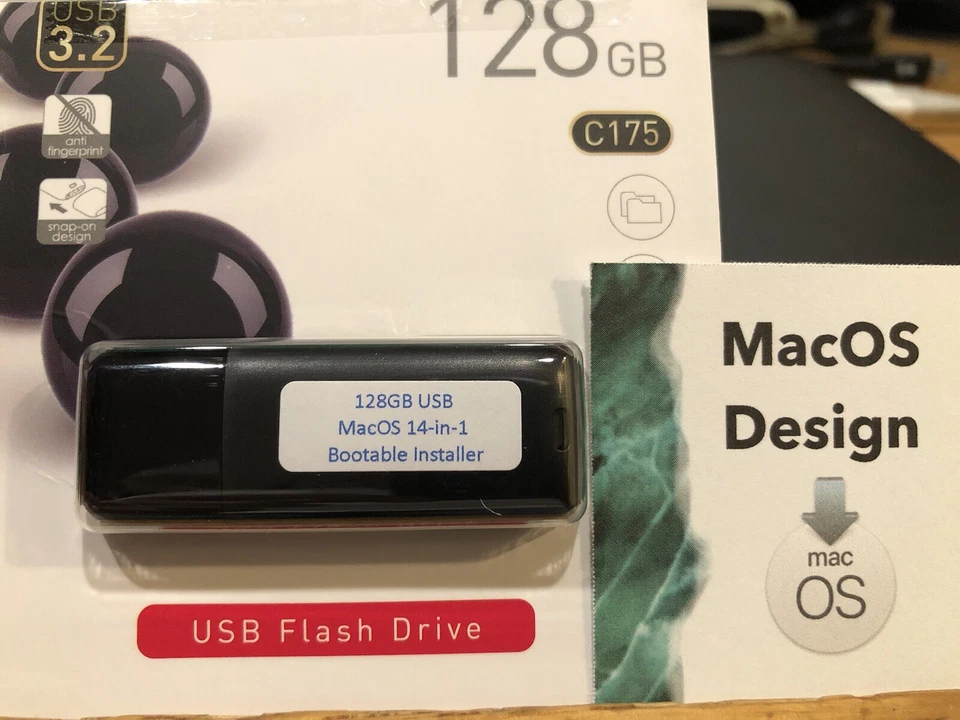 USB
3.2
128GB
anti
fingerprint
C175
snap-on
design
128GB USB
MacOS 14-in-1
Bootable Installer
MacOS
Design
mac
OS
USB Flash Drive